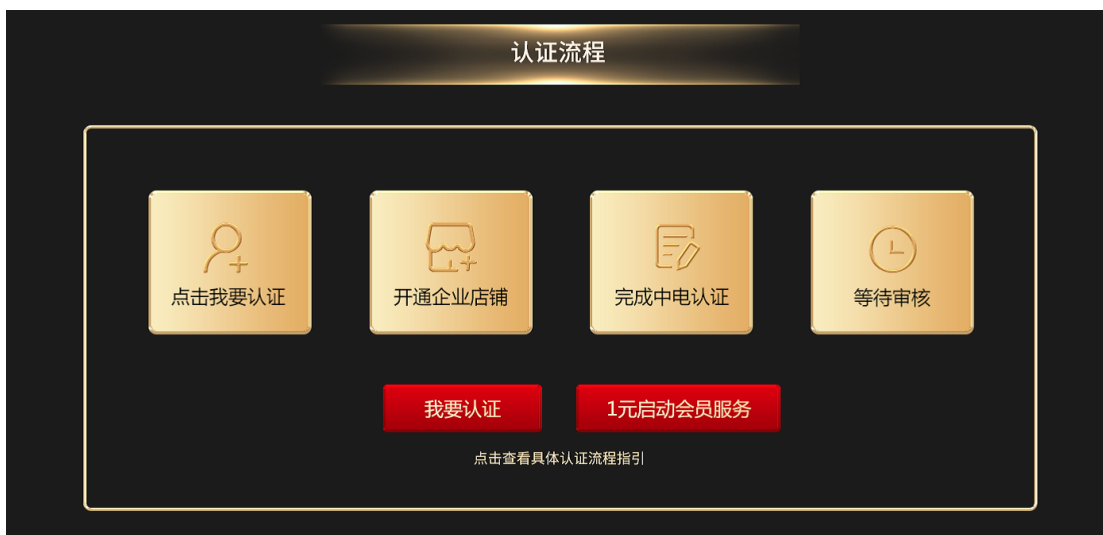 认证流程
点击我要认证
开通企业店铺
完成中电认证
等待审核
我要认证
1元启动会员服务
点击查看具体认证流程指引